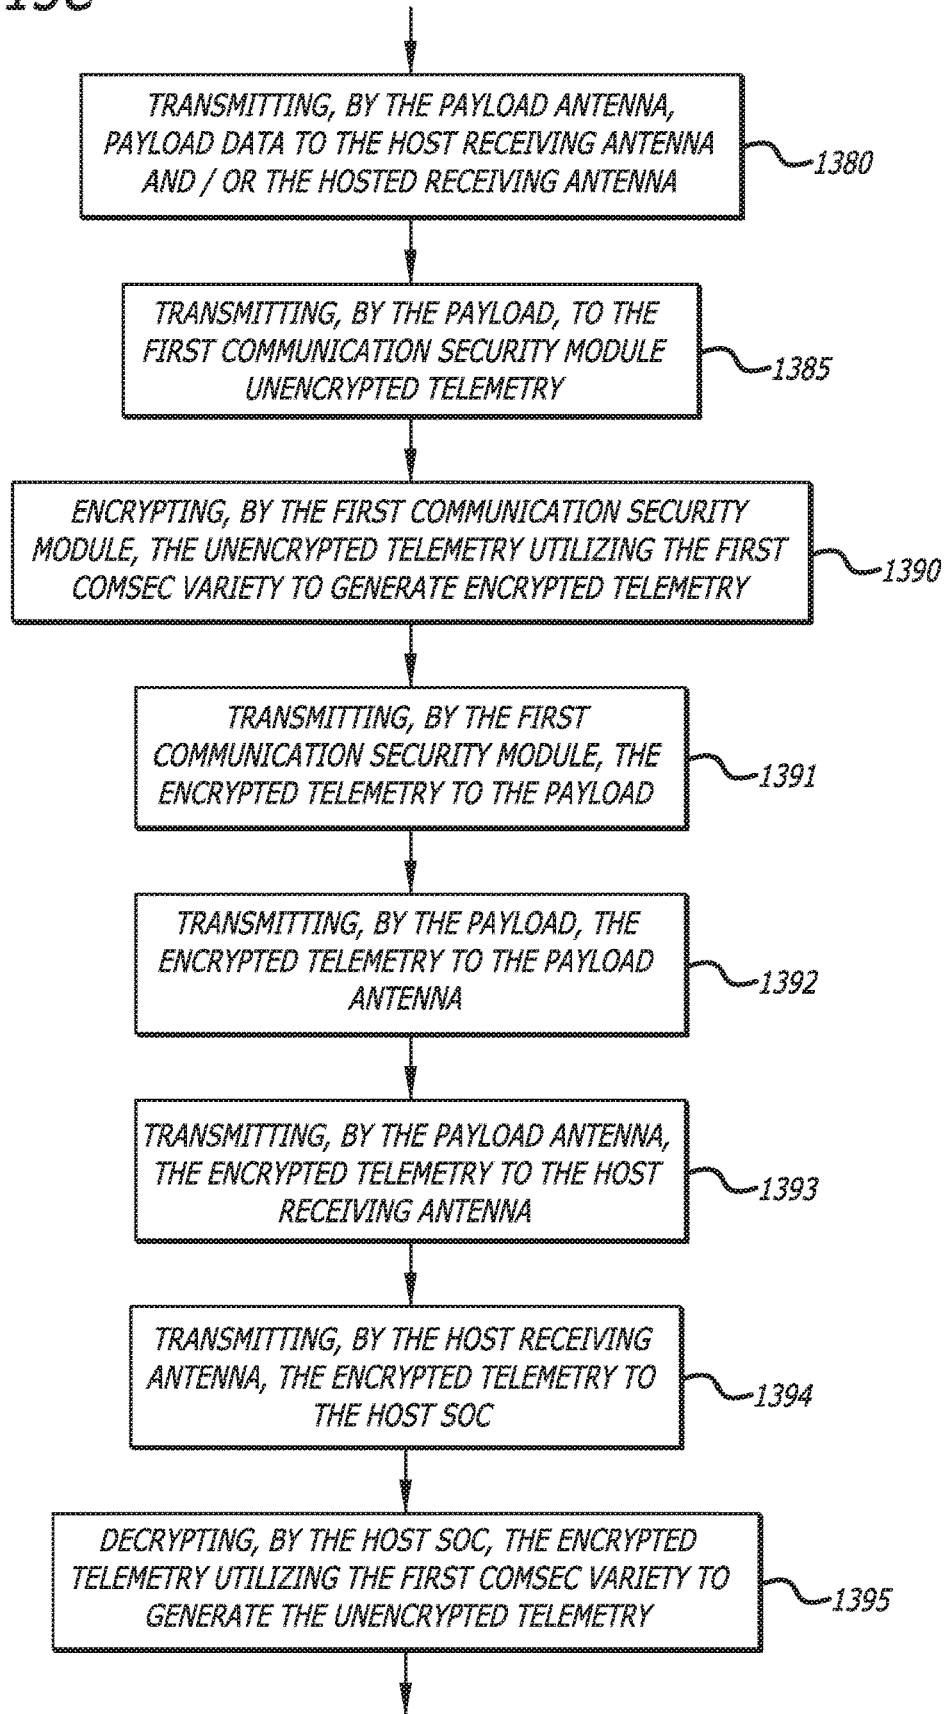 TRANSMITTING, BY THE PAYLOAD ANTENNA,
PAYLOAD DATA TO THE HOST RECEIVING ANTENNA
AND / OR THE HOSTED RECEIVING ANTENNA
1380
TRANSMITTING, BY THE PAYLOAD, TO THE
FIRST COMMUNICATION SECURITY MODULE
UNENCRYPTED TELEMETRY
1385
ENCRYPTING, BY THE FIRST COMMUNICATION SECURITY
MODULE, THE UNENCRYPTED TELEMETRY UTILIZING THE FIRST
COMSEC VARIETY TO GENERATE ENCRYPTED TELEMETRY
1390
TRANSMITTING, BY THE FIRST
COMMUNICATION SECURITY MODULE, THE
ENCRYPTED TELEMETRY TO THE PAYLOAD
1391
TRANSMITTING, BY THE PAYLOAD, THE
ENCRYPTED TELEMETRY TO THE PAYLOAD
ANTENNA
1392
TRANSMITTING, BY THE PAYLOAD ANTENNA,
THE ENCRYPTED TELEMETRY TO THE HOST
RECEIVING ANTENNA
1393
TRANSMITTING, BY THE HOST RECEIVING
ANTENNA, THE ENCRYPTED TELEMETRY TO
THE HOST SOC
1394
DECRYPTING, BY THE HOST SOC, THE ENCRYPTED
TELEMETRY UTILIZING THE FIRST COMSEC VARIETY TO
GENERATE THE UNENCRYPTED TELEMETRY
1395